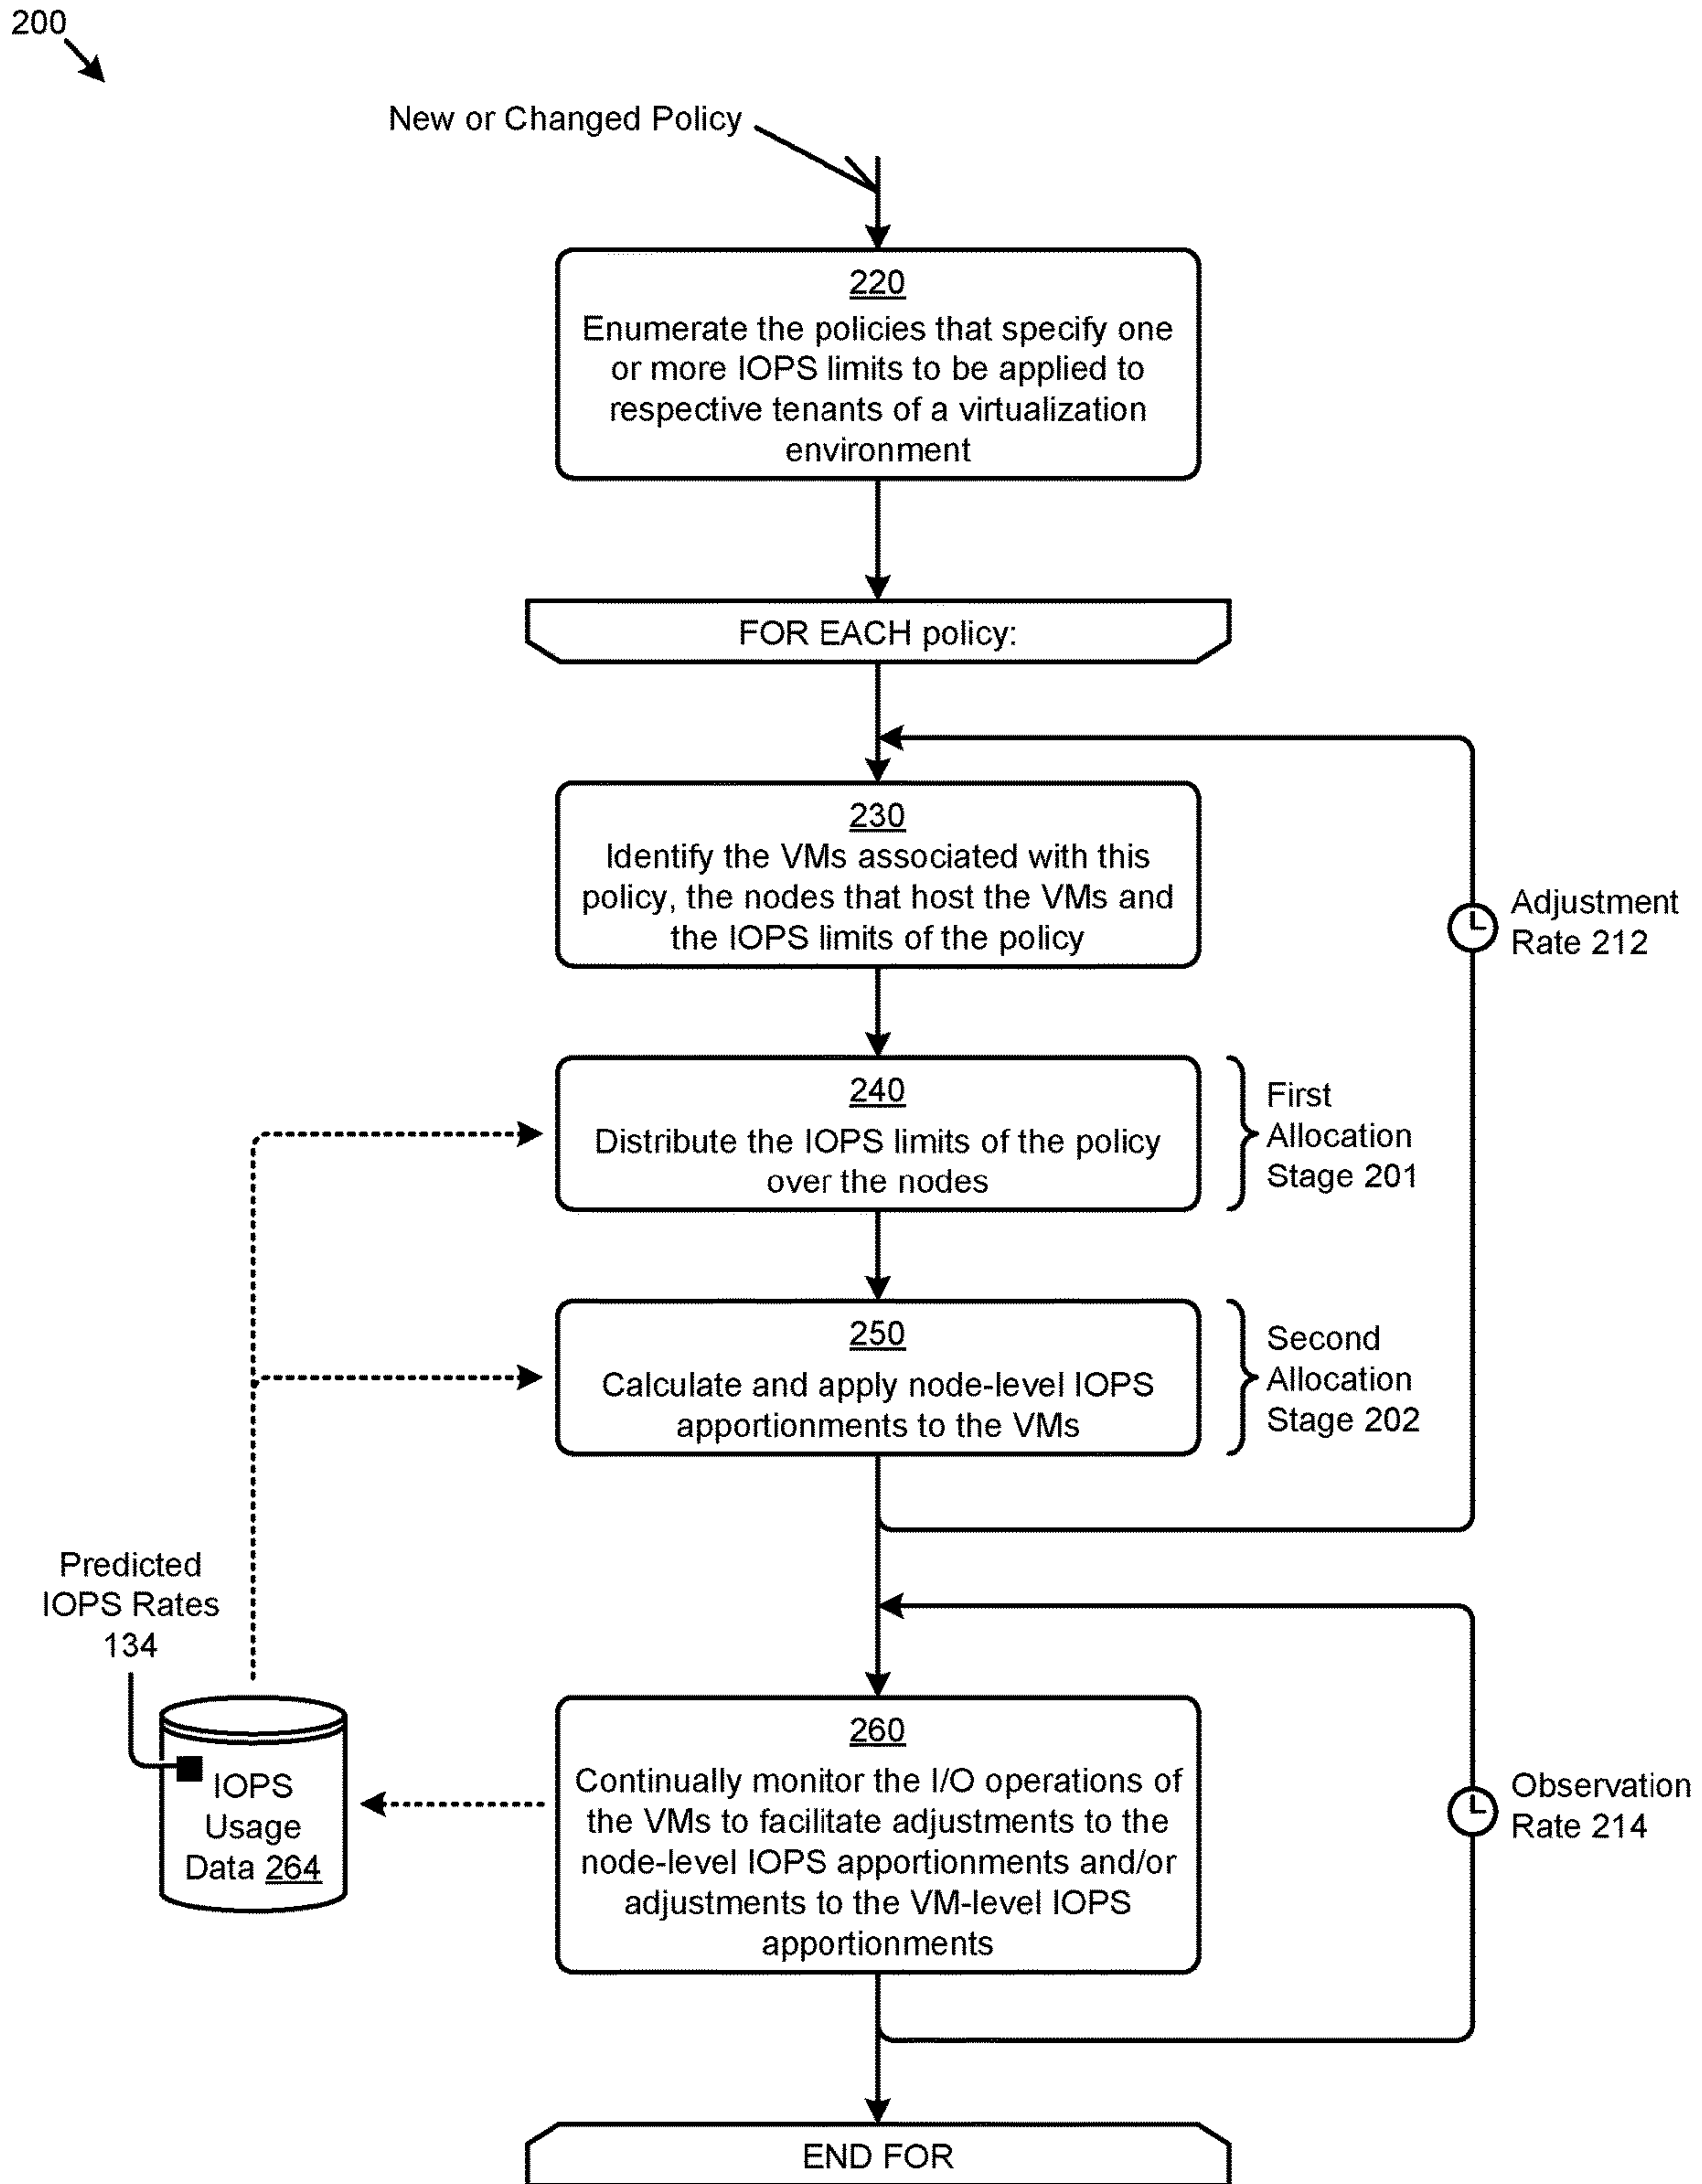 200
New or Changed Policy
220
Enumerate the policies that specify one
or more IOPS limits to be applied to
respective tenants of a virtualization
environment
FOR EACH policy:
230
Identify the VMs associated with this
policy, the nodes that host the VMs and
the IOPS limits of the policy
Adjustment
Rate 212
240
Distribute the IOPS limits of the policy
over the nodes
First
Allocation
Stage 201
250
Calculate and apply node-level IOPS
apportionments to the VMs
Second
Allocation
Stage 202
Predicted
IOPS Rates
134
IOPS
Usage
Data 264
260
Continually monitor the I/O operations of
the VMs to facilitate adjustments to the
node-level IOPS apportionments and/or
adjustments to the VM-level IOPS
apportionments
Observation
Rate 214
END FOR